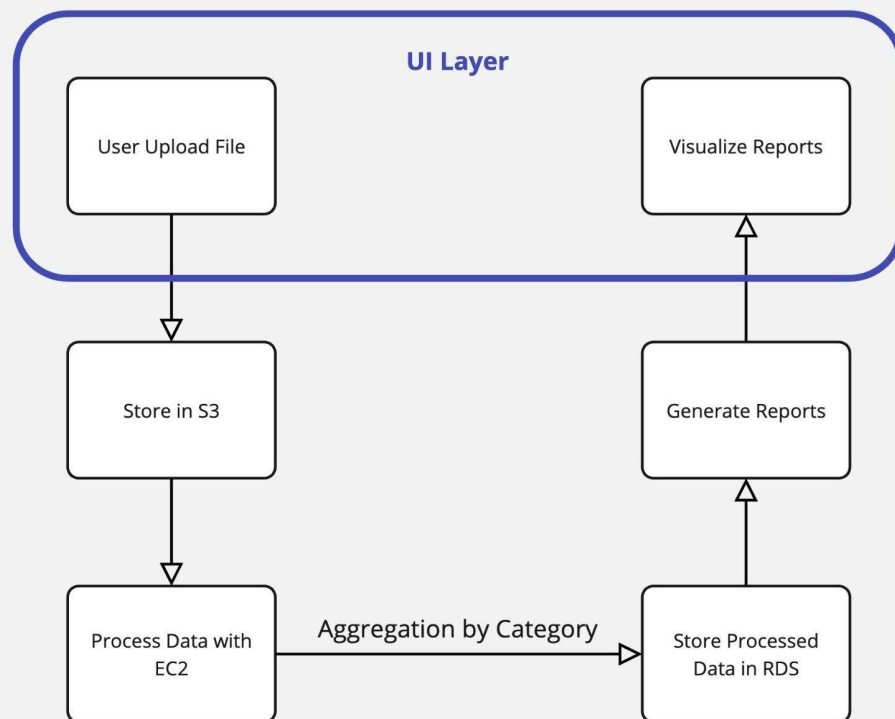 UI Layer
User Upload File
Visualize Reports
Store in S3
Generate Reports
Process Data with
EC2
Aggregation by Category
Store Processed
Data in RDS